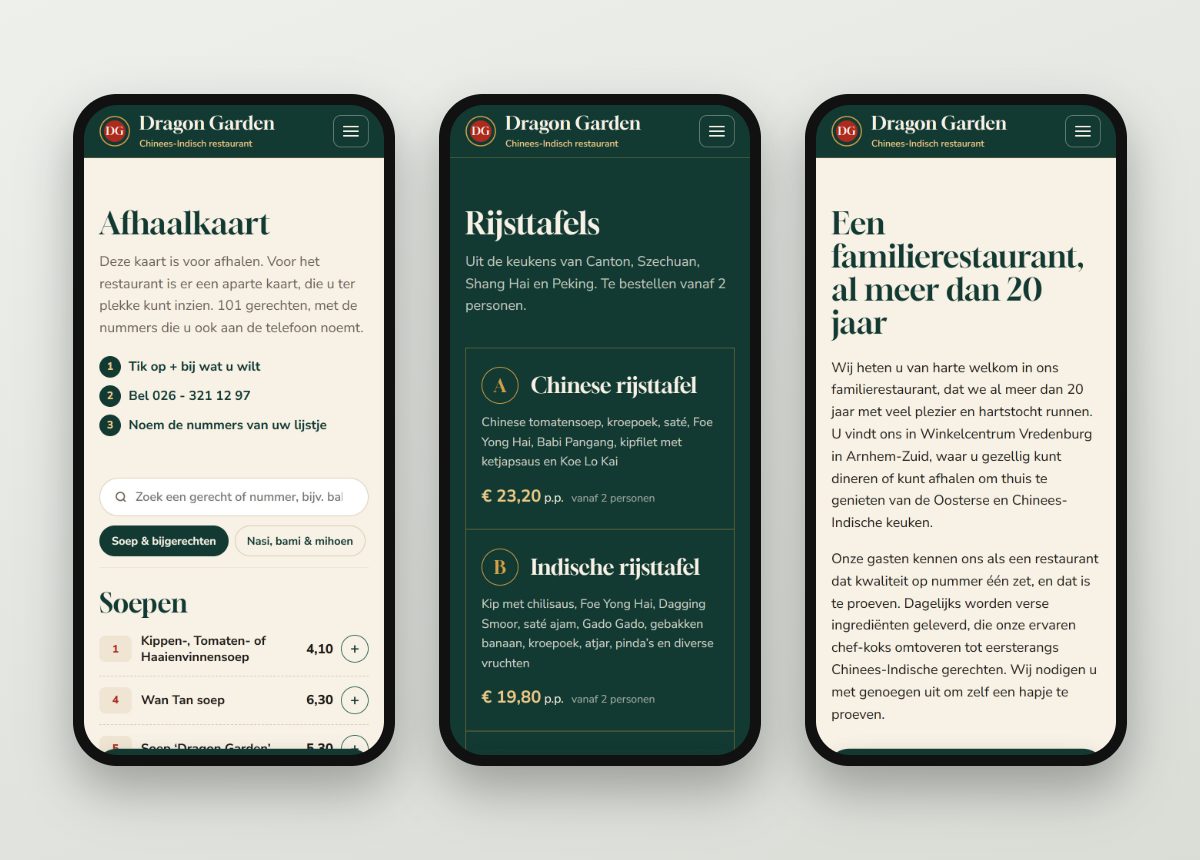 DG
Dragon Garden
Chinees-Indisch restaurant
Afhaalkaart
Deze kaart is voor afhalen. Voor het
restaurant is er een aparte kaart, die u ter
plekke kunt inzien. 101 gerechten, met de
nummers die u ook aan de telefoon noemt.
1 Tik op + bij wat u wilt
2 Bel 026 - 321 12 97
3 Noem de nummers van uw lijstje
Zoek een gerecht of nummer, bijv. bal
Soep & bijgerechten Nasi, bami & mihoen
Soepen
1 Kippen-, Tomaten- of
Haaienvinnensoep 4,10 +
4 Wan Tan soep 6,30 +
5 Soep ‘Dragon Garden’ 5,30 +
DG
Dragon Garden
Chinees-Indisch restaurant
Rijsttafels
Uit de keukens van Canton, Szechuan,
Shang Hai en Peking. Te bestellen vanaf 2
personen.
A Chinese rijsttafel
Chinese tomatensoep, kroepoek, saté, Foe
Yong Hai, Babi Pangang, kipfilet met
ketjapsaus en Koe Lo Kai
€ 23,20 p.p. vanaf 2 personen
B Indische rijsttafel
Kip met chilisaus, Foe Yong Hai, Dagging
Smoor, saté ajam, Gado Gado, gebakken
banaan, kroepoek, atjar, pinda’s en diverse
vruchten
€ 19,80 p.p. vanaf 2 personen
DG
Dragon Garden
Chinees-Indisch restaurant
Een
familierestaurant,
al meer dan 20
jaar
Wij heten u van harte welkom in ons
familierestaurant, dat we al meer dan 20
jaar met veel plezier en hartstocht runnen.
U vindt ons in Winkelcentrum Vredenburg
in Arnhem-Zuid, waar u gezellig kunt
dineren of kunt afhalen om thuis te
genieten van de Oosterse en Chinees-
Indische keuken.
Onze gasten kennen ons als een restaurant
dat kwaliteit op nummer één zet, en dat is
te proeven. Dagelijks worden verse
ingrediënten geleverd, die onze ervaren
chef-koks omtoveren tot eersterangs
Chinees-Indische gerechten. Wij nodigen u
met genoegen uit om zelf een hapje te
proeven.